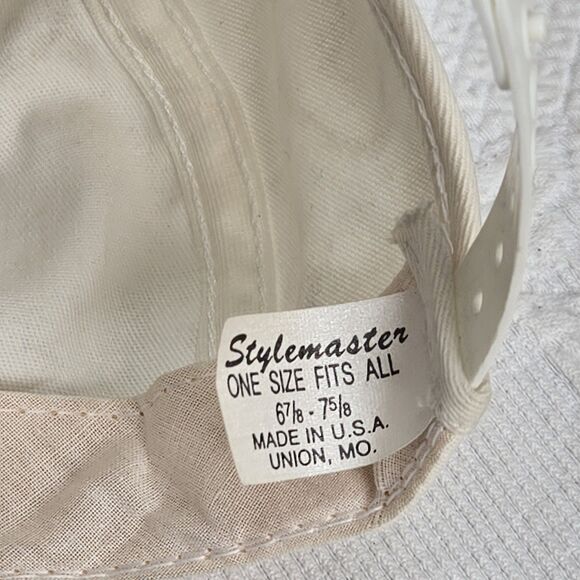 Stylemaster
ONE SIZE FITS ALL
6⅞ - 7⅝
MADE IN U.S.A.
UNION, MO.